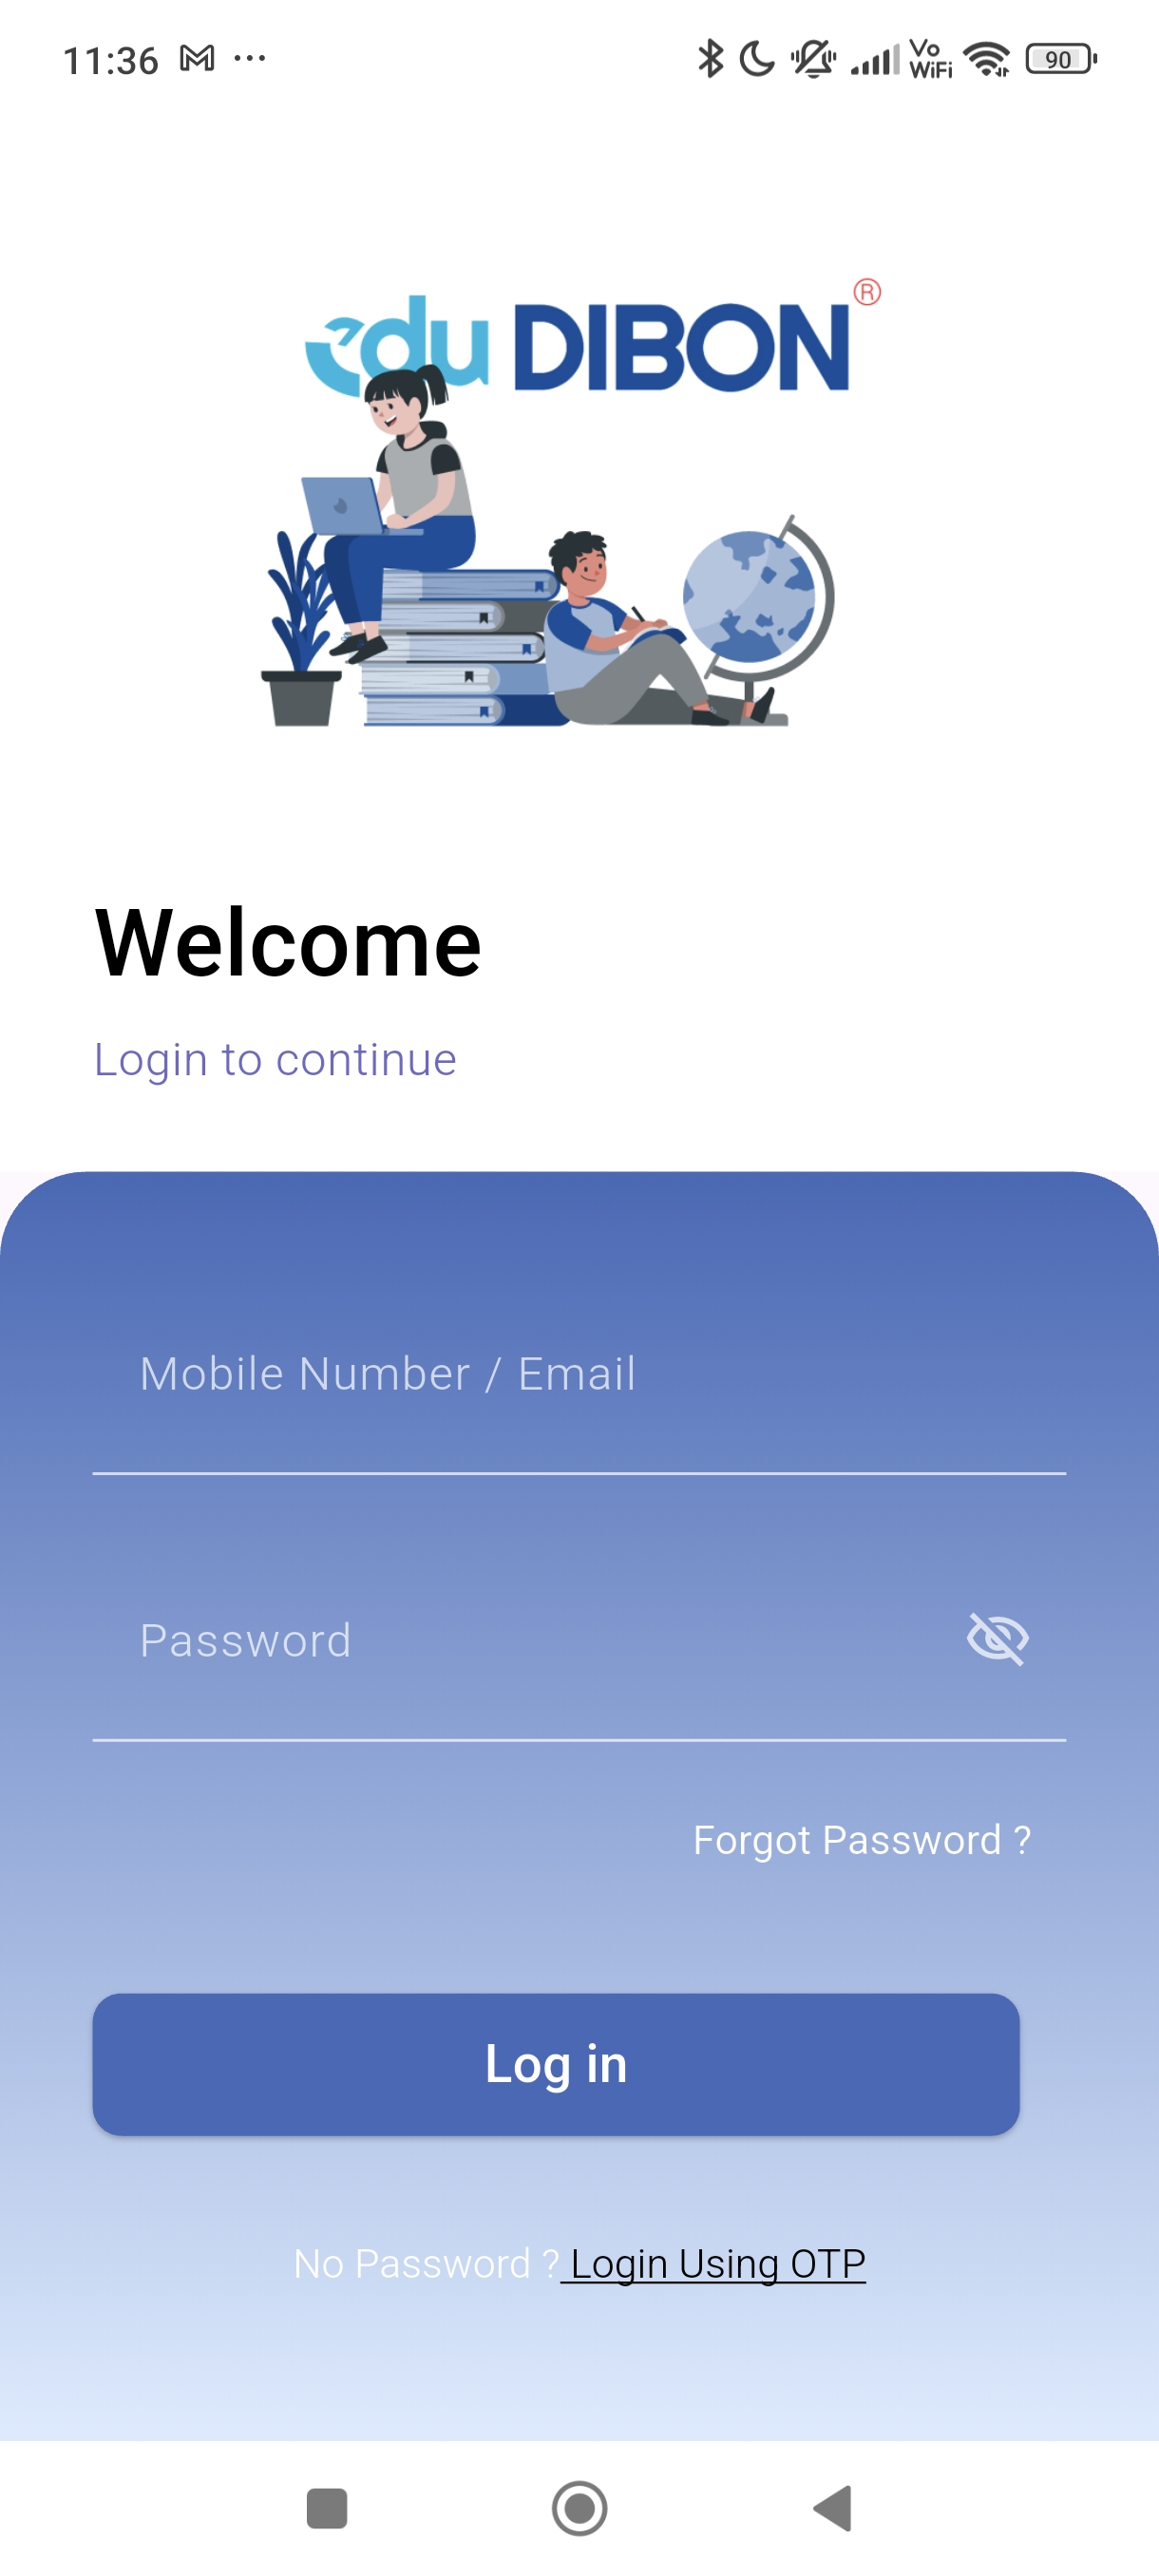 11:36
Vo
WiFi
90
edu DIBON®
Welcome
Login to continue
Mobile Number / Email
Password
Forgot Password ?
Log in
No Password ? Login Using OTP